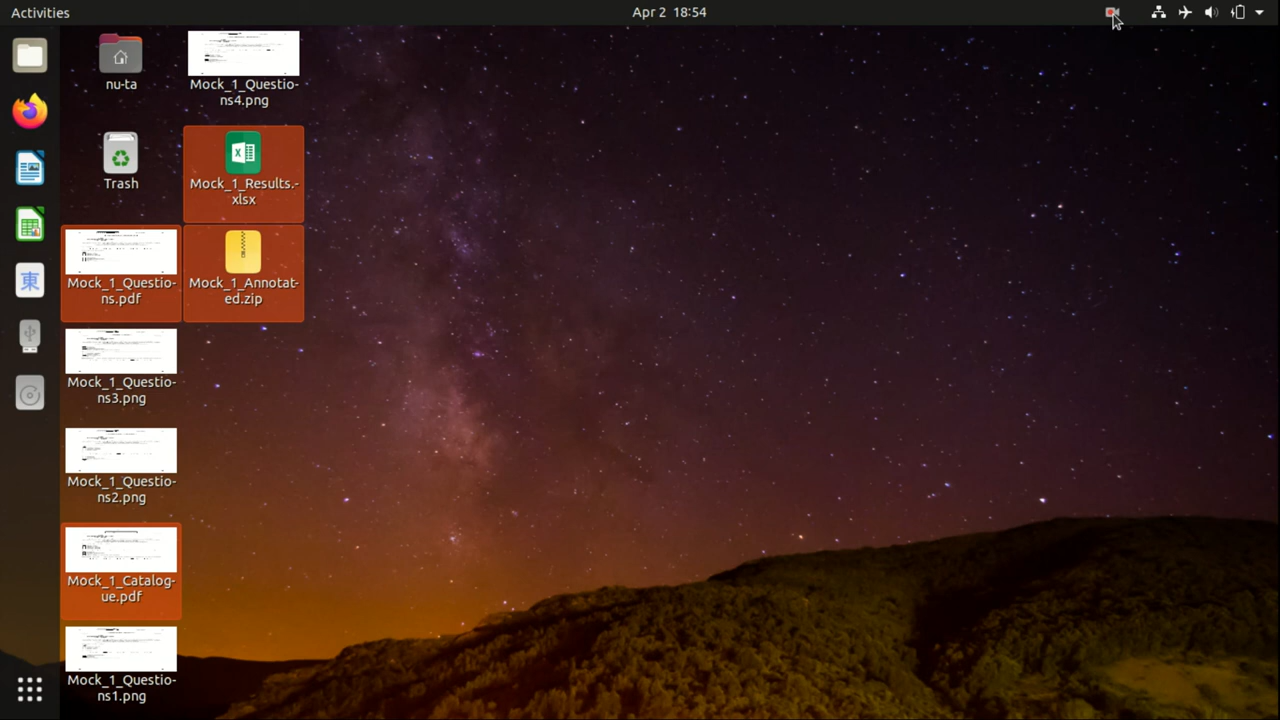 Activities
Apr 2 18:54
nu-ta
Mock_1_Questio-
ns4.png
Trash
Mock_1_Results.-
xlsx
Mock_1_Questio-
ns.pdf
Mock_1_Annotat-
ed.zip
東
Mock_1_Questio-
ns3.png
Mock_1_Questio-
ns2.png
Mock_1_Catalog-
ue.pdf
Mock_1_Questio-
ns1.png